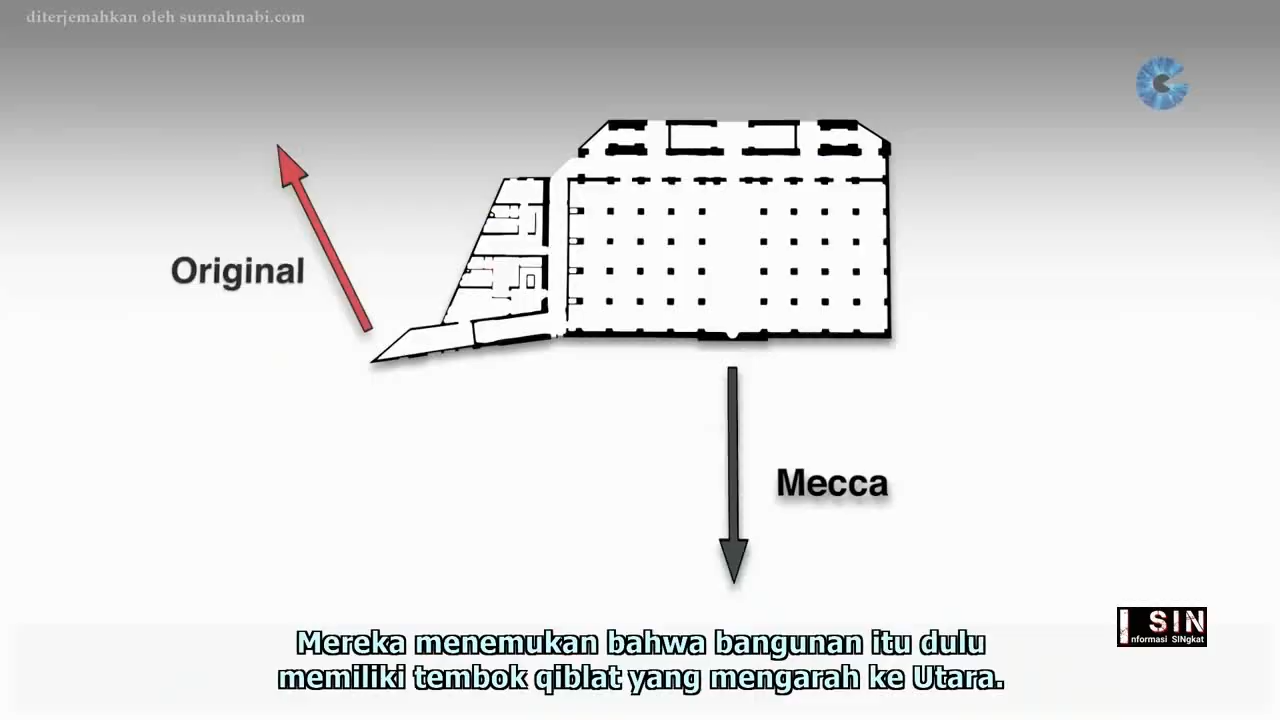 diterjemahkan oleh sunnahnabi.com
Original
Mecca
I SIN
nformasi SINgkat
Mereka menemukan bahwa bangunan itu dulu
memiliki tembok qiblat yang mengarah ke Utara.